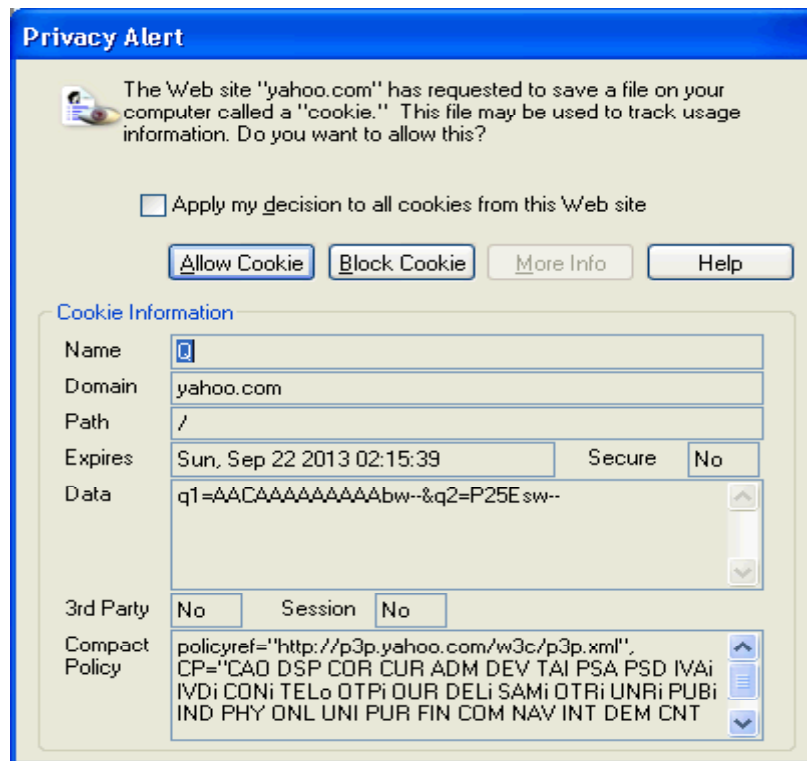 Privacy Alert
The Web site "yahoo.com" has requested to save a file on your
computer called a "cookie." This file may be used to track usage
information. Do you want to allow this?
Apply my decision to all cookies from this Web site
Allow Cookie Block Cookie More Info Help
Cookie Information
Name Q
Domain yahoo.com
Path /
Expires Sun, Sep 22 2013 02:15:39 Secure No
Data q1=AACAAAAAAAAAbw--&q2=P25Esw--
3rd Party No Session No
Compact policyref="http://p3p.yahoo.com/w3c/p3p.xml",
Policy CP="CAO DSP COR CUR ADM DEV TAI PSA PSD IVAi
IVDi CONi TELo OTPi OUR DELi SAMi OTRi UNRi PUBi
IND PHY ONL UNI PUR FIN COM NAV INT DEM CNT